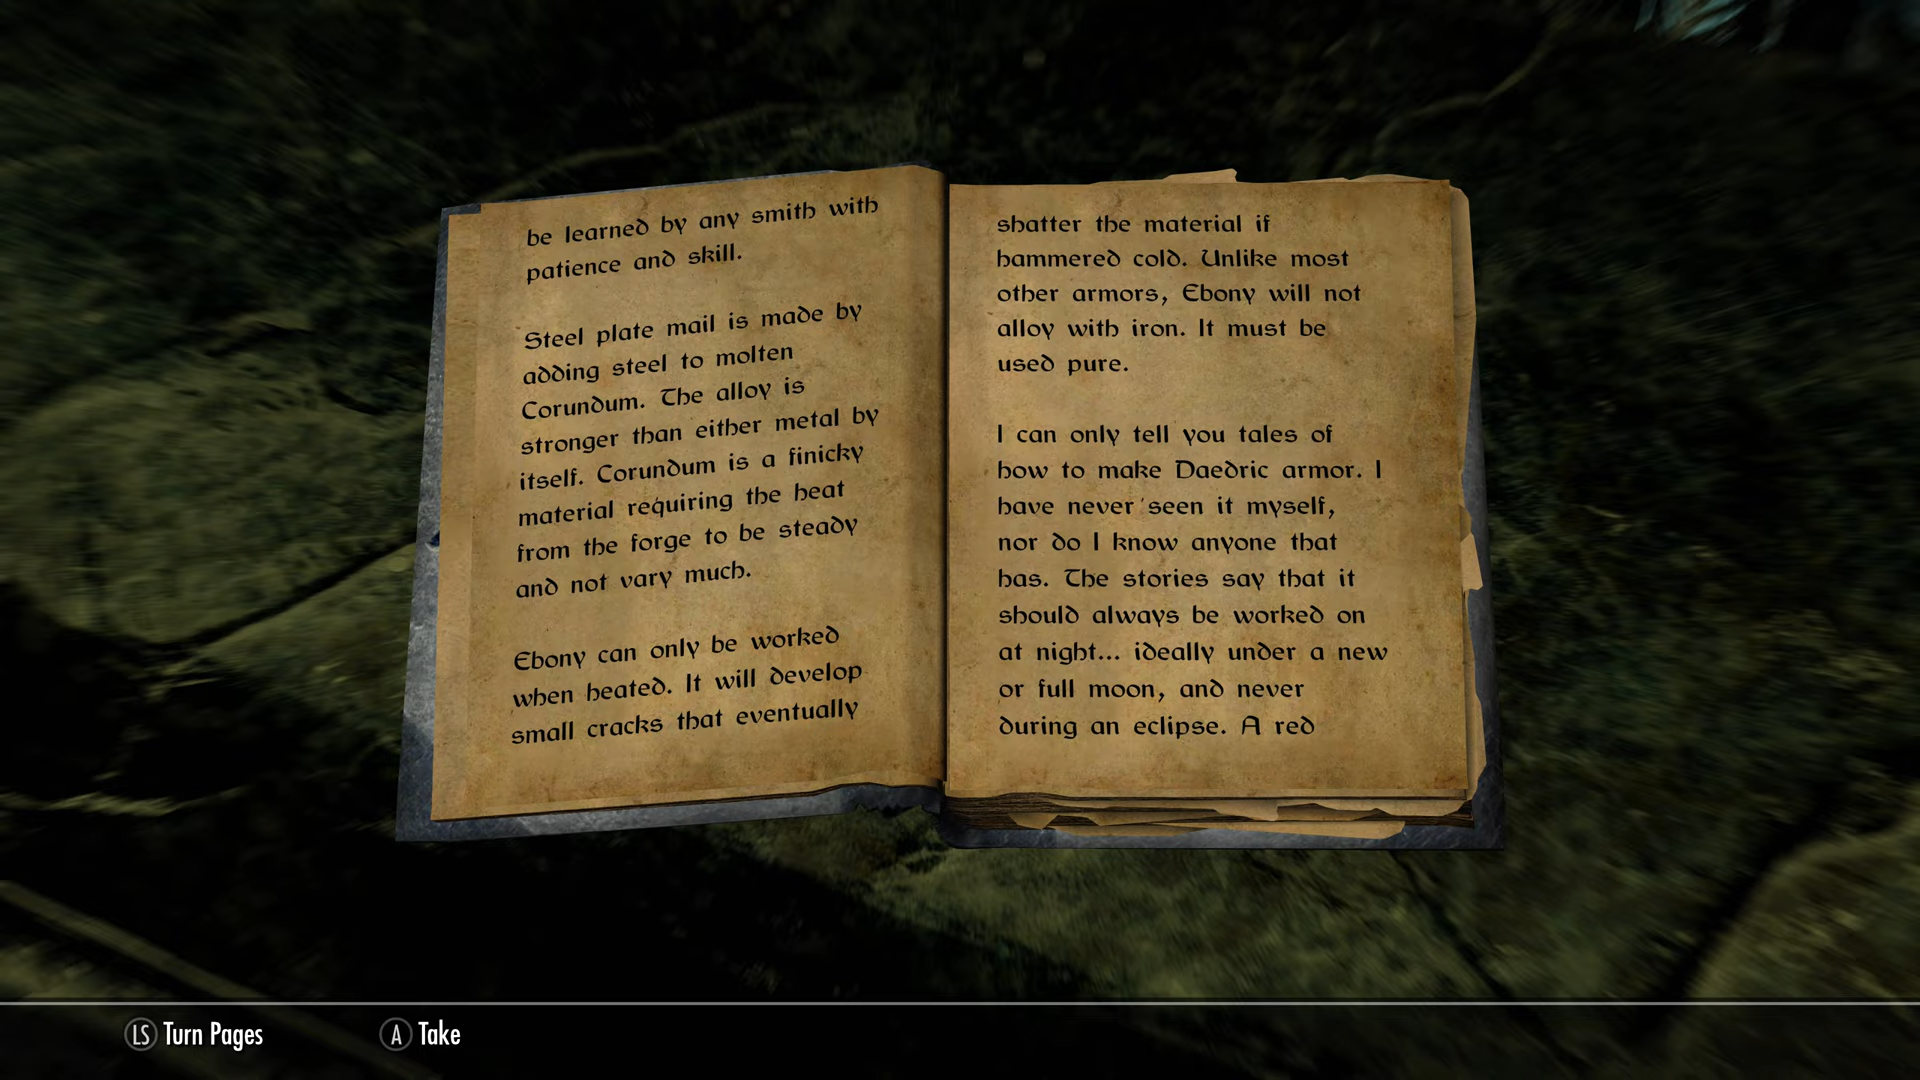 be learned by any smith with
patience and skill.
Steel plate mail is made by
adding steel to molten
Corundum. The alloy is
stronger than either metal by
itself. Corundum is a finicky
material requiring the heat
from the forge to be steady
and not vary much.
Ebony can only be worked
when heated. It will develop
small cracks that eventually
shatter the material if
hammered cold. Unlike most
other armors, Ebony will not
alloy with iron. It must be
used pure.
I can only tell you tales of
how to make Daedric armor. I
have never seen it myself,
nor do I know anyone that
has. The stories say that it
should always be worked on
at night... ideally under a new
or full moon, and never
during an eclipse. A red
LS Turn Pages
A Take